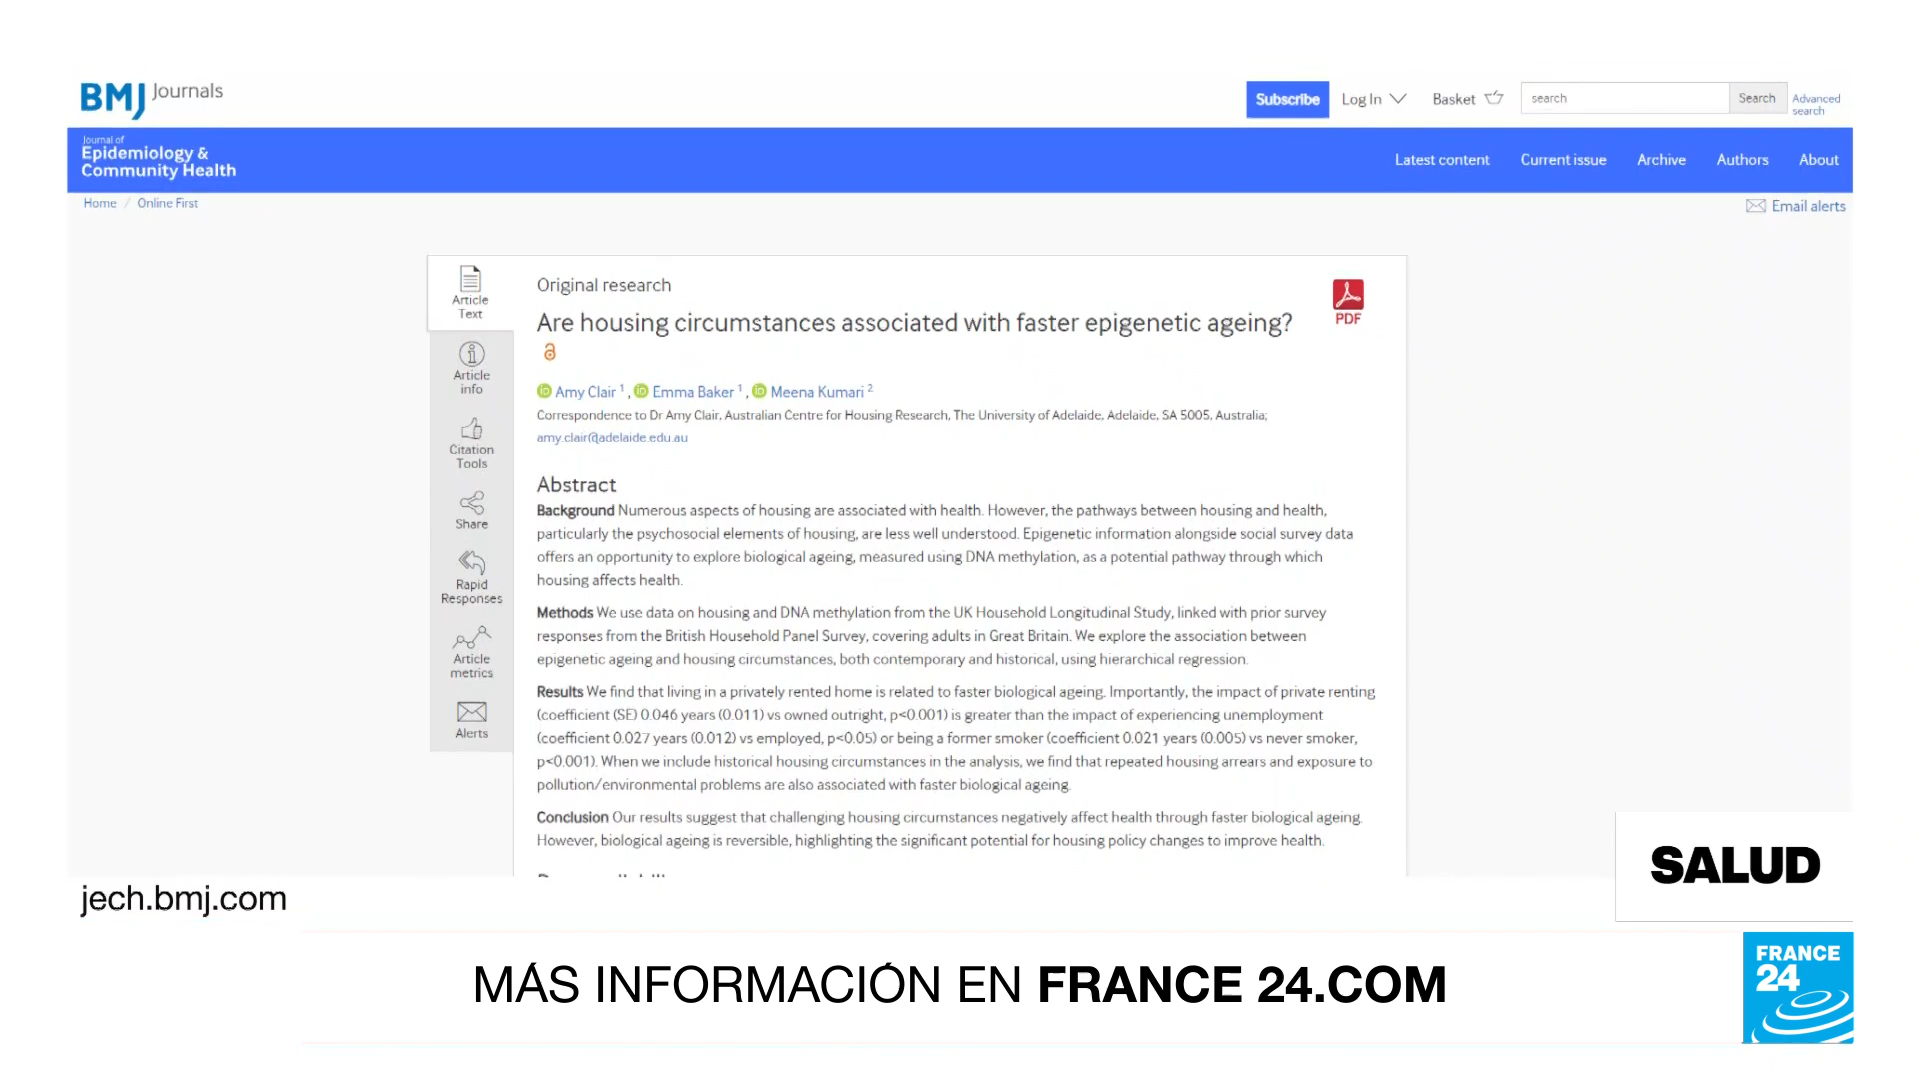 BMJ Journals
Subscribe
Log In
Basket
search
Search
Advanced search
Journal of
Epidemiology &
Community Health
Latest content
Current issue
Archive
Authors
About
Home / Online First
Email alerts
Article
Text
Article
info
Citation
Tools
Share
Rapid
Responses
Article
metrics
Alerts
Original research
PDF
Are housing circumstances associated with faster epigenetic ageing?
Amy Clair 1, Emma Baker 1, Meena Kumari 2
Correspondence to Dr Amy Clair, Australian Centre for Housing Research, The University of Adelaide, Adelaide, SA 5005, Australia;
amy.clair@adelaide.edu.au
Abstract
Background Numerous aspects of housing are associated with health. However, the pathways between housing and health,
particularly the psychosocial elements of housing, are less well understood. Epigenetic information alongside social survey data
offers an opportunity to explore biological ageing, measured using DNA methylation, as a potential pathway through which
housing affects health.
Methods We use data on housing and DNA methylation from the UK Household Longitudinal Study, linked with prior survey
responses from the British Household Panel Survey, covering adults in Great Britain. We explore the association between
epigenetic ageing and housing circumstances, both contemporary and historical, using hierarchical regression.
Results We find that living in a privately rented home is related to faster biological ageing. Importantly, the impact of private renting
(coefficient (SE) 0.046 years (0.011) vs owned outright, p<0.001) is greater than the impact of experiencing unemployment
(coefficient 0.027 years (0.012) vs employed, p<0.05) or being a former smoker (coefficient 0.021 years (0.005) vs never smoker,
p<0.001). When we include historical housing circumstances in the analysis, we find that repeated housing arrears and exposure to
pollution/environmental problems are also associated with faster biological ageing.
Conclusion Our results suggest that challenging housing circumstances negatively affect health through faster biological ageing.
However, biological ageing is reversible, highlighting the significant potential for housing policy changes to improve health.
SALUD
jech.bmj.com
MÁS INFORMACIÓN EN FRANCE 24.COM
FRANCE
24